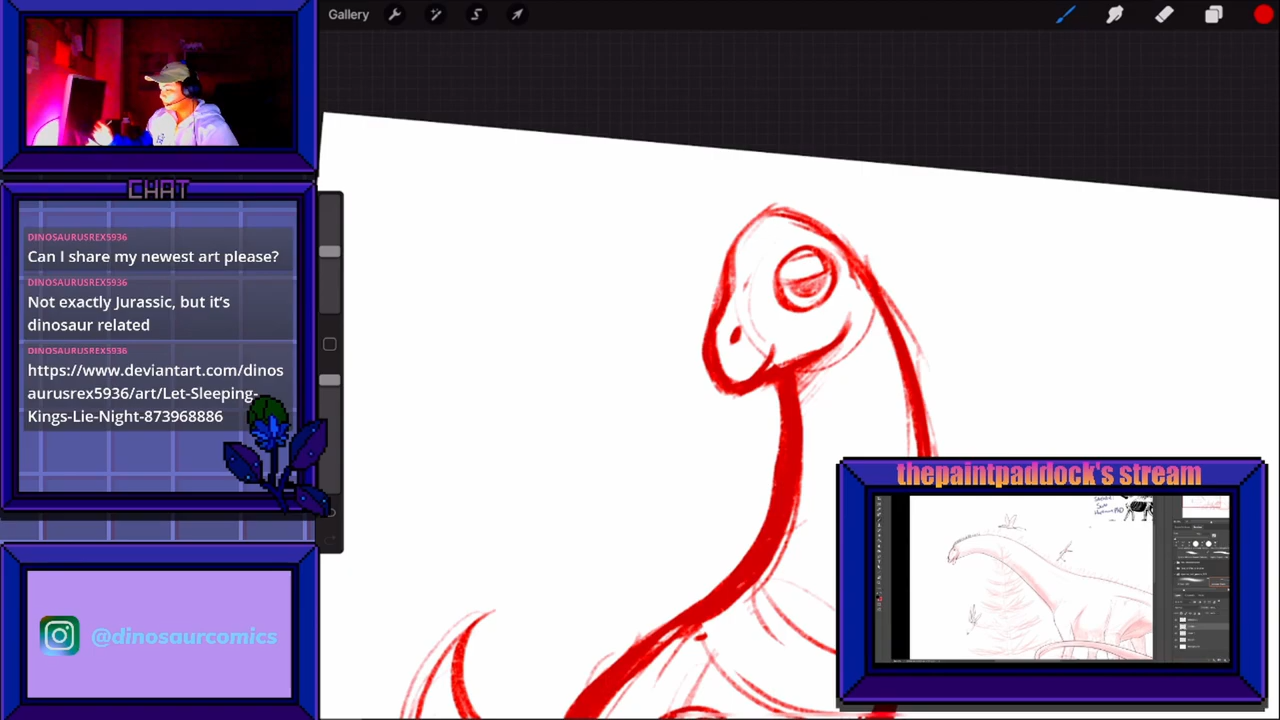 Gallery
CHAT
DINOSAURUSREX5936
Can I share my newest art please?
DINOSAURUSREX5936
Not exactly Jurassic, but it's
dinosaur related
DINOSAURUSREX5936
https://www.deviantart.com/dinos
aurusrex5936/art/Let-Sleeping-
Kings-Lie-Night-873968886
@dinosaurcomics
thepaintpaddock's stream